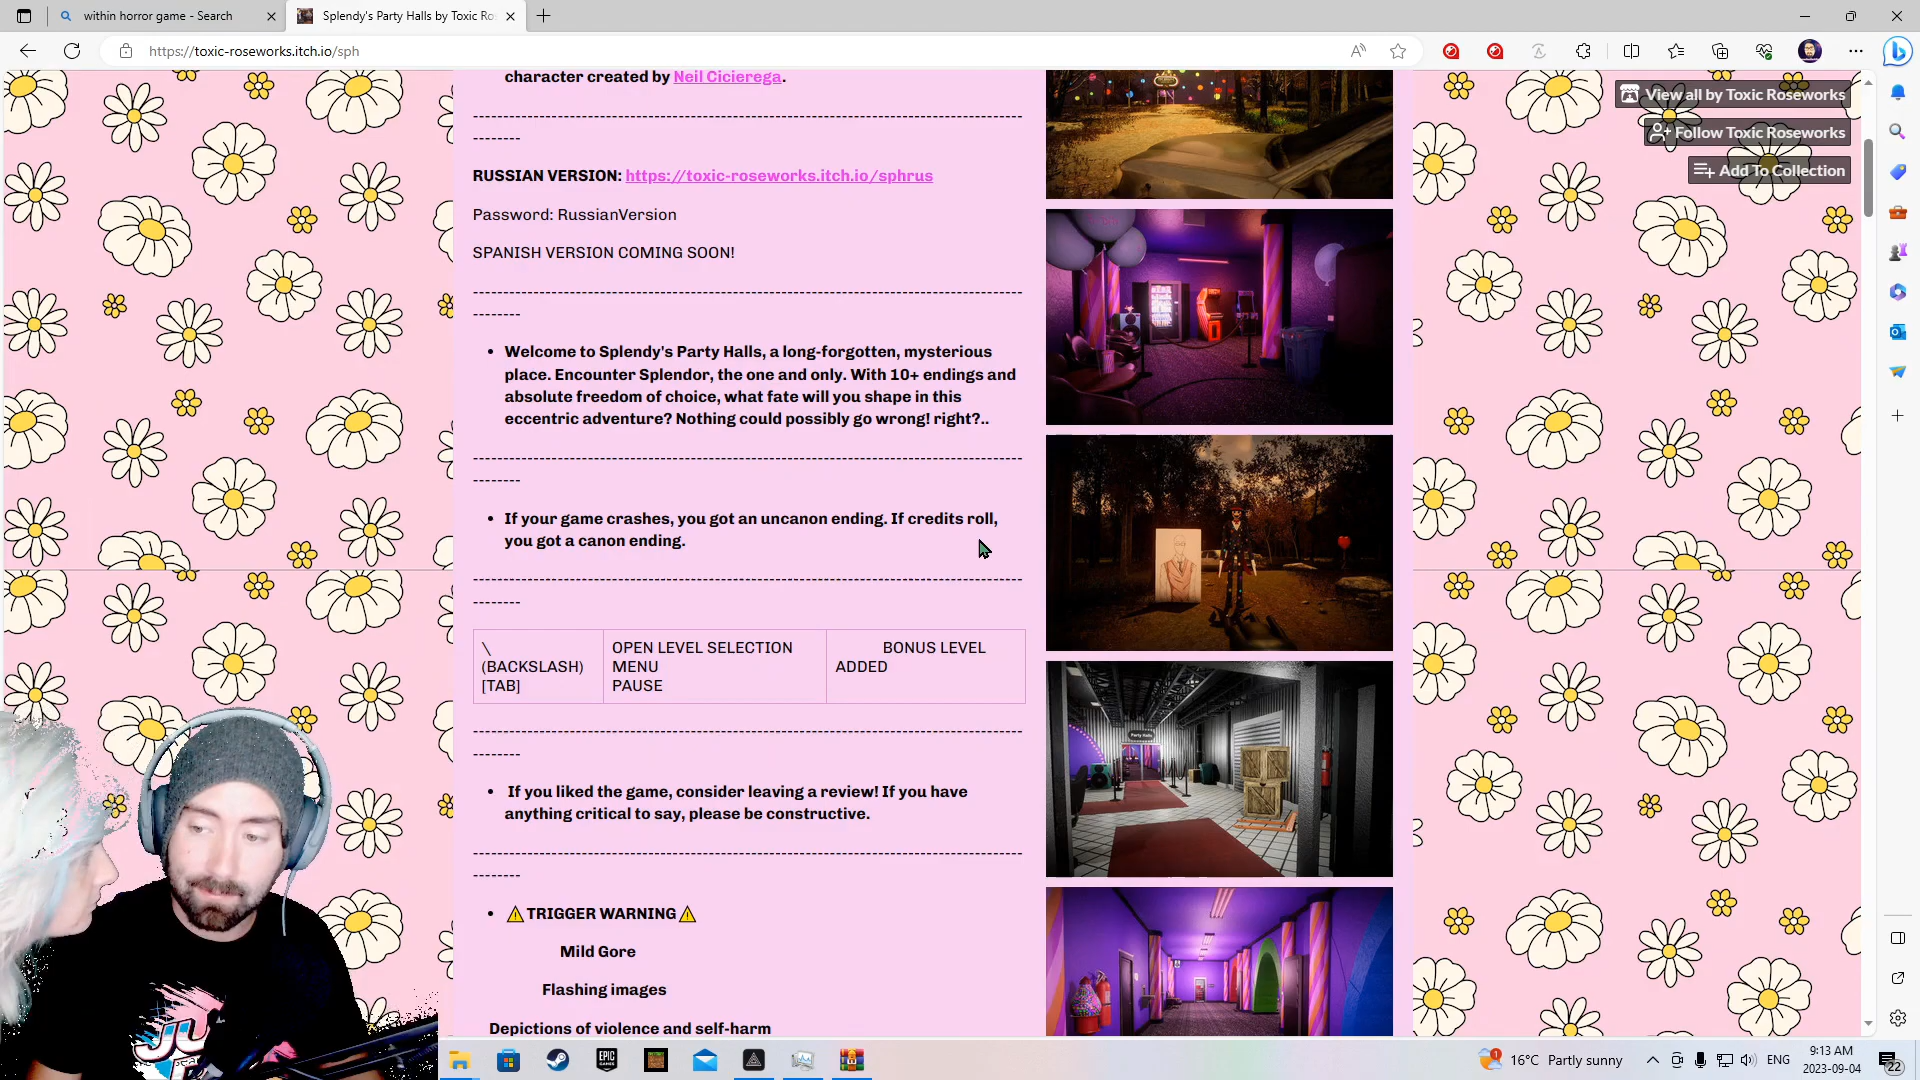 within horror game - Search
Splendy's Party Halls by Toxic Ro
https://toxic-roseworks.itch.io/sph
character created by Neil Cicierega.
View all by Toxic Roseworks
Follow Toxic Roseworks
Add To Collection
RUSSIAN VERSION: https://toxic-roseworks.itch.io/sphrus
Password: RussianVersion
SPANISH VERSION COMING SOON!
• Welcome to Splendy's Party Halls, a long-forgotten, mysterious
place. Encounter Splendor, the one and only. With 10+ endings and
absolute freedom of choice, what fate will you shape in this
eccentric adventure? Nothing could possibly go wrong! right?..
• If your game crashes, you got an uncanon ending. If credits roll,
you got a canon ending.
\
(BACKSLASH)
[TAB]
OPEN LEVEL SELECTION
MENU
PAUSE
BONUS LEVEL
ADDED
• If you liked the game, consider leaving a review! If you have
anything critical to say, please be constructive.
• ⚠TRIGGER WARNING⚠
Mild Gore
Flashing images
Depictions of violence and self-harm
Party Halls
EPIC
GAMES
1
16°C Partly sunny
ENG
9:13 AM
2023-09-04
22